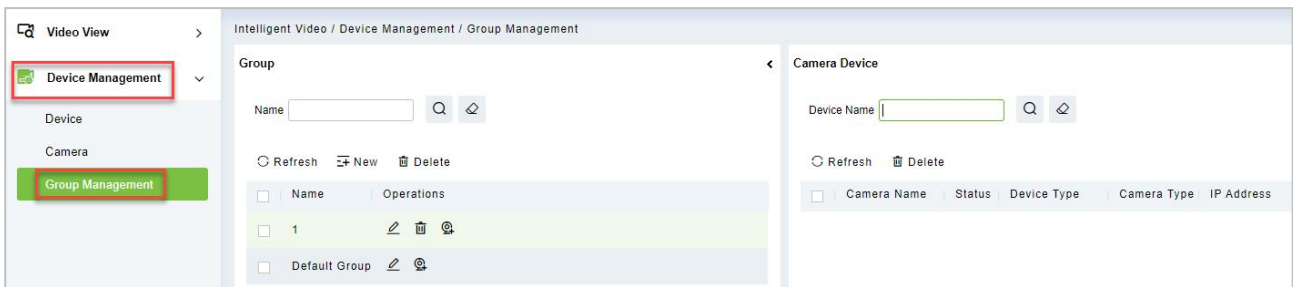 Video View
Device Management
Device
Camera
Group Management
Intelligent Video / Device Management / Group Management
Group
Name
Refresh New Delete
Name Operations
1
Default Group
Camera Device
Device Name
Refresh Delete
Camera Name Status Device Type Camera Type IP Address